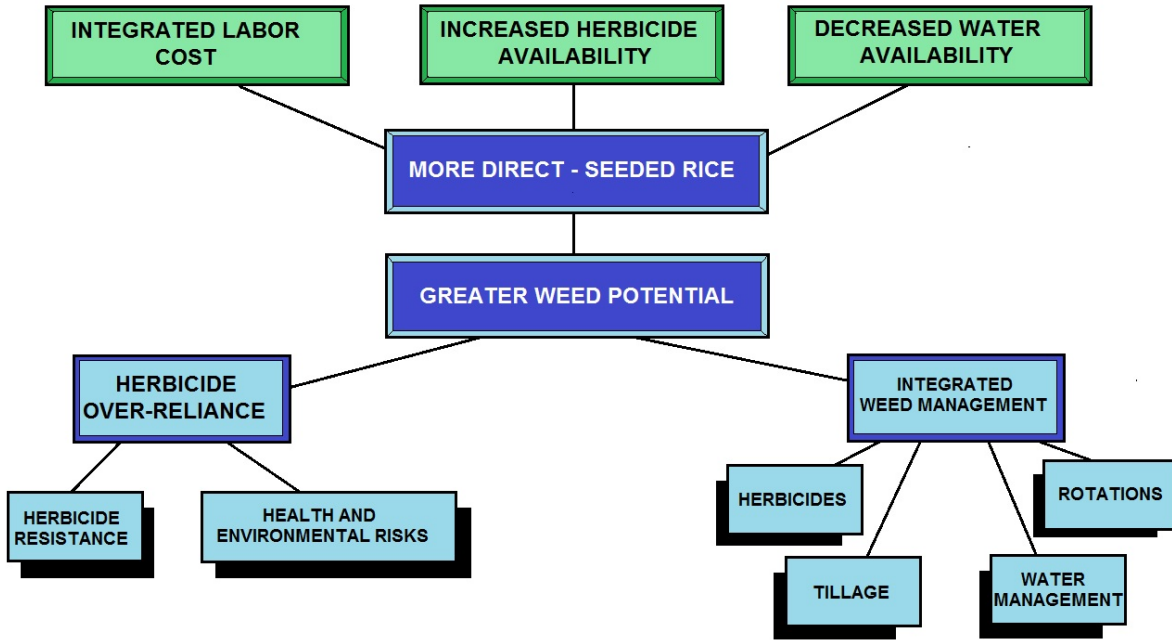 INTEGRATED LABOR
COST
INCREASED HERBICIDE
AVAILABILITY
DECREASED WATER
AVAILABILITY
MORE DIRECT - SEEDED RICE
GREATER WEED POTENTIAL
HERBICIDE
OVER-RELIANCE
INTEGRATED
WEED MANAGEMENT
HERBICIDE
RESISTANCE
HEALTH AND
ENVIRONMENTAL RISKS
HERBICIDES
ROTATIONS
TILLAGE
WATER
MANAGEMENT